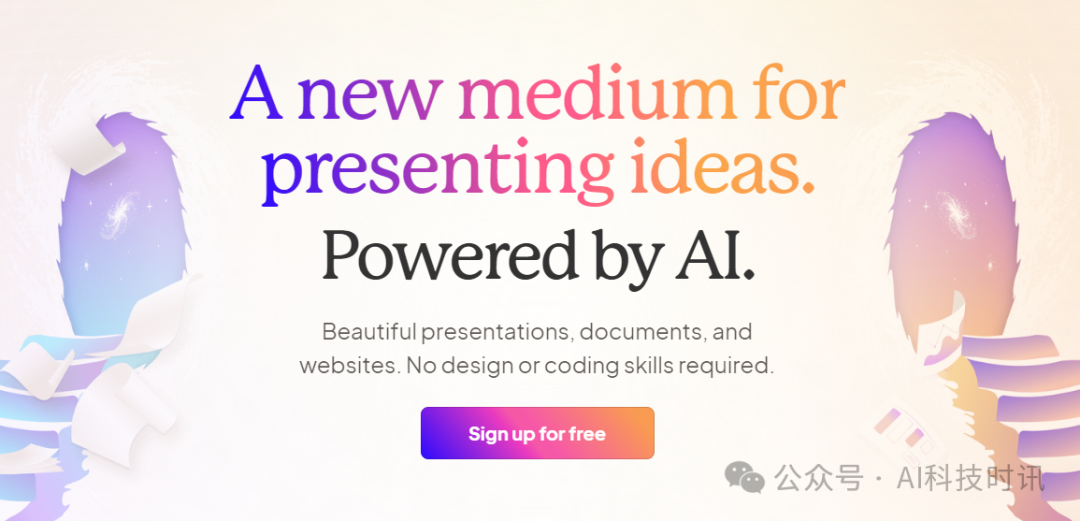 A new medium for
presenting ideas.
Powered by AI.
Beautiful presentations, documents, and
websites. No design or coding skills required.
Sign up for free
公众号 · AI科技时讯